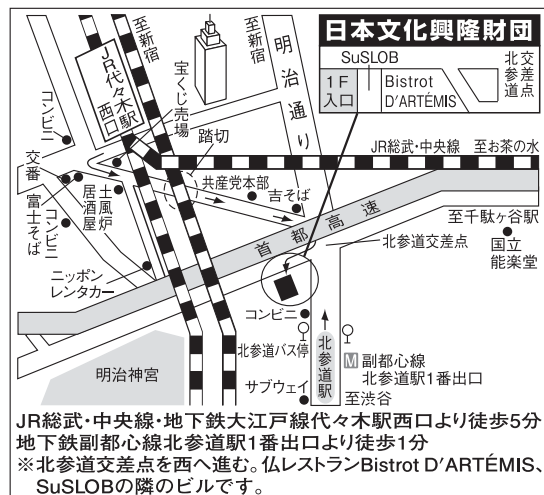 日本文化興隆財団
SuSLOB
1F
入口
Bistrot
D'ARTÉMIS
北参道
交差点
至新宿
至新宿
JR代々木駅
西口
宝くじ売場
明治通り
踏切
コンビニ
交番
富士そば
コンビニ
居酒屋
土風炉
共産党本部
吉そば
JR総武・中央線
至お茶の水
首都高速
至千駄ヶ谷駅
国立
能楽堂
北参道交差点
ニッポン
レンタカー
コンビニ
北参道バス停
北参道駅
M 副都心線
北参道駅1番出口
明治神宮
サブウェイ
至渋谷
JR総武・中央線・地下鉄大江戸線代々木駅西口より徒歩5分
地下鉄副都心線北参道駅1番出口より徒歩1分
※北参道交差点を西へ進む。仏レストランBistrot D'ARTÉMIS、
SuSLOBの隣のビルです。